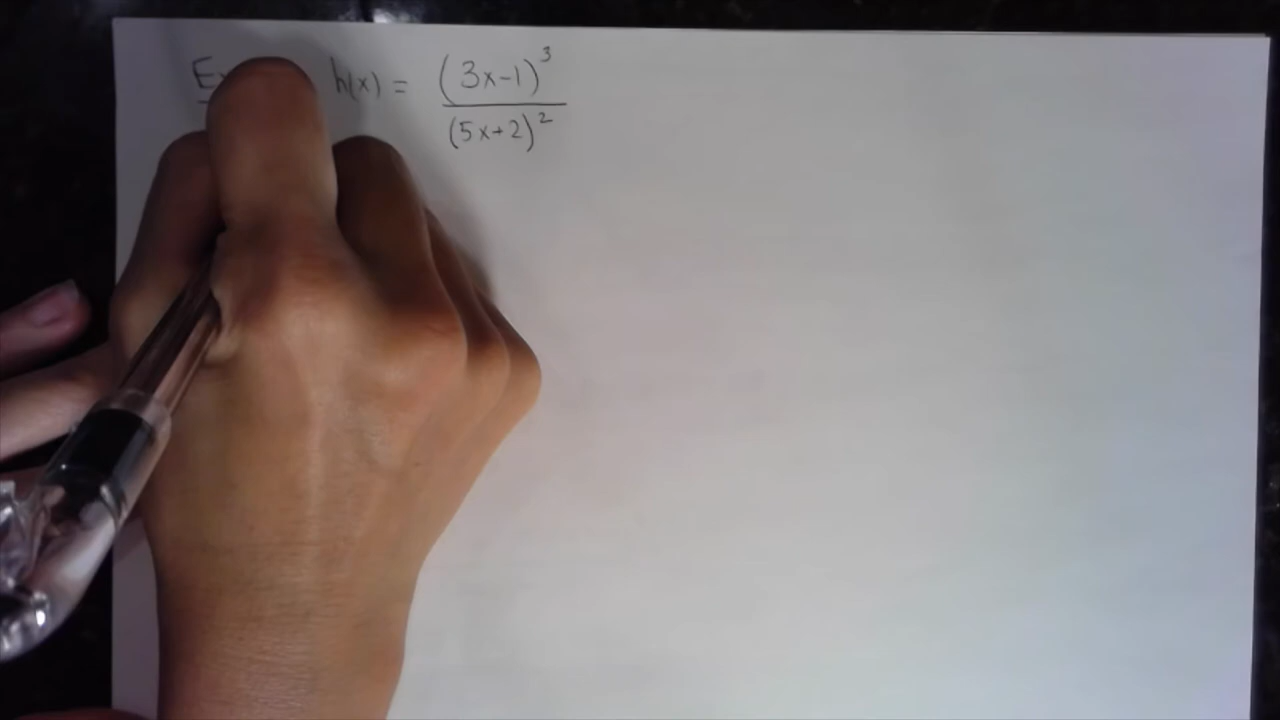 h(x) = (3x-1)^3 / (5x+2)^2